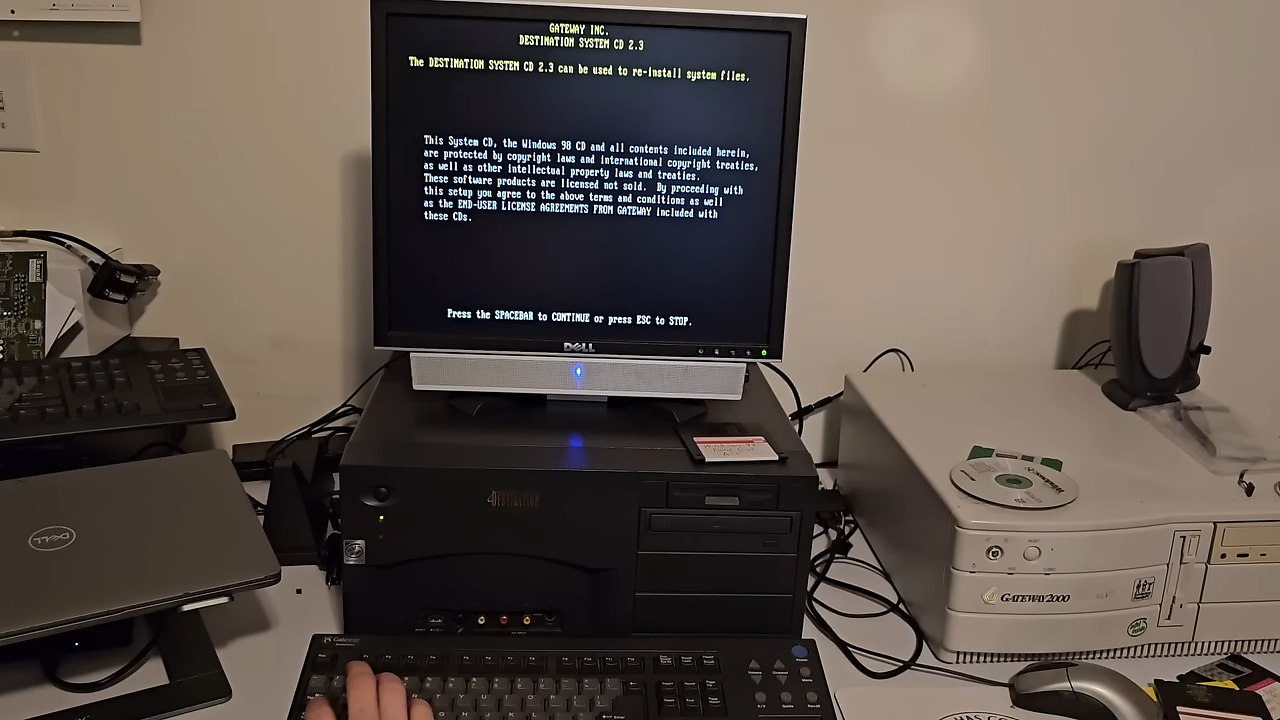 GATEWAY INC.
DESTINATION SYSTEM CD 2.3
The DESTINATION SYSTEM CD 2.3 can be used to re-install system files.
This System CD, the Windows 98 CD and all contents included herein,
are protected by copyright laws and international copyright treaties,
as well as other intellectual property laws and treaties.
These software products are licensed not sold.  By proceeding with
this setup you agree to the above terms and conditions as well
as the END-USER LICENSE AGREEMENTS FROM GATEWAY included with
these CDs.
Press the SPACEBAR to CONTINUE or press ESC to STOP.
DELL
DESTINATION
DELL
GATEWAY2000
Gateway